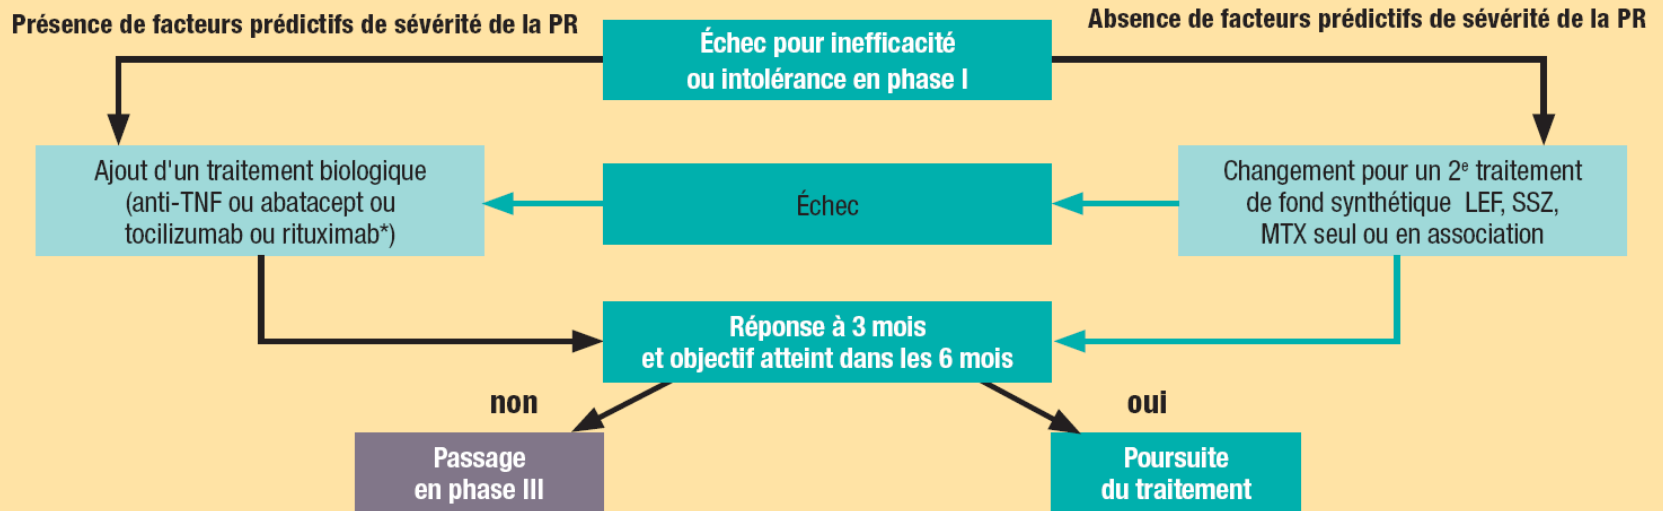 Présence de facteurs prédictifs de sévérité de la PR
Absence de facteurs prédictifs de sévérité de la PR
Échec pour inefficacité
ou intolérance en phase I
Ajout d'un traitement biologique
(anti-TNF ou abatacept ou
tocilizumab ou rituximab*)
Échec
Changement pour un 2e traitement
de fond synthétique LEF, SSZ,
MTX seul ou en association
Réponse à 3 mois
et objectif atteint dans les 6 mois
non
oui
Passage
en phase III
Poursuite
du traitement